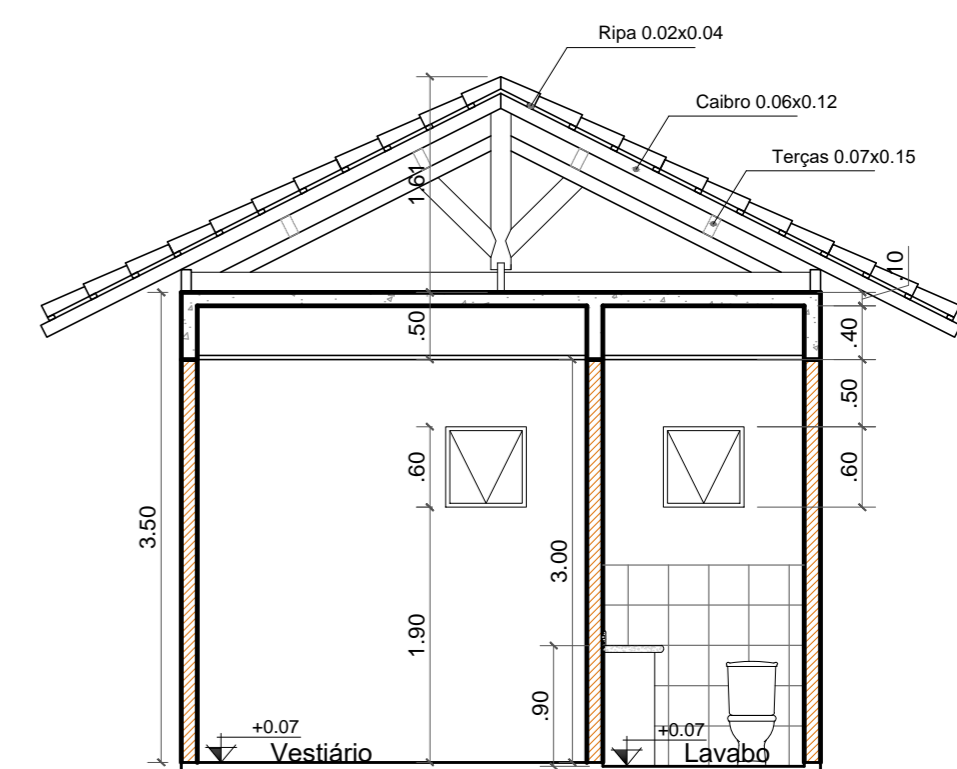 Ripa 0.02x0.04
Caibro 0.06x0.12
Terças 0.07x0.15
1.61
.10
.50
.40
.50
.60
.60
3.50
3.00
1.90
.90
+0.07
Vestiário
+0.07
Lavabo